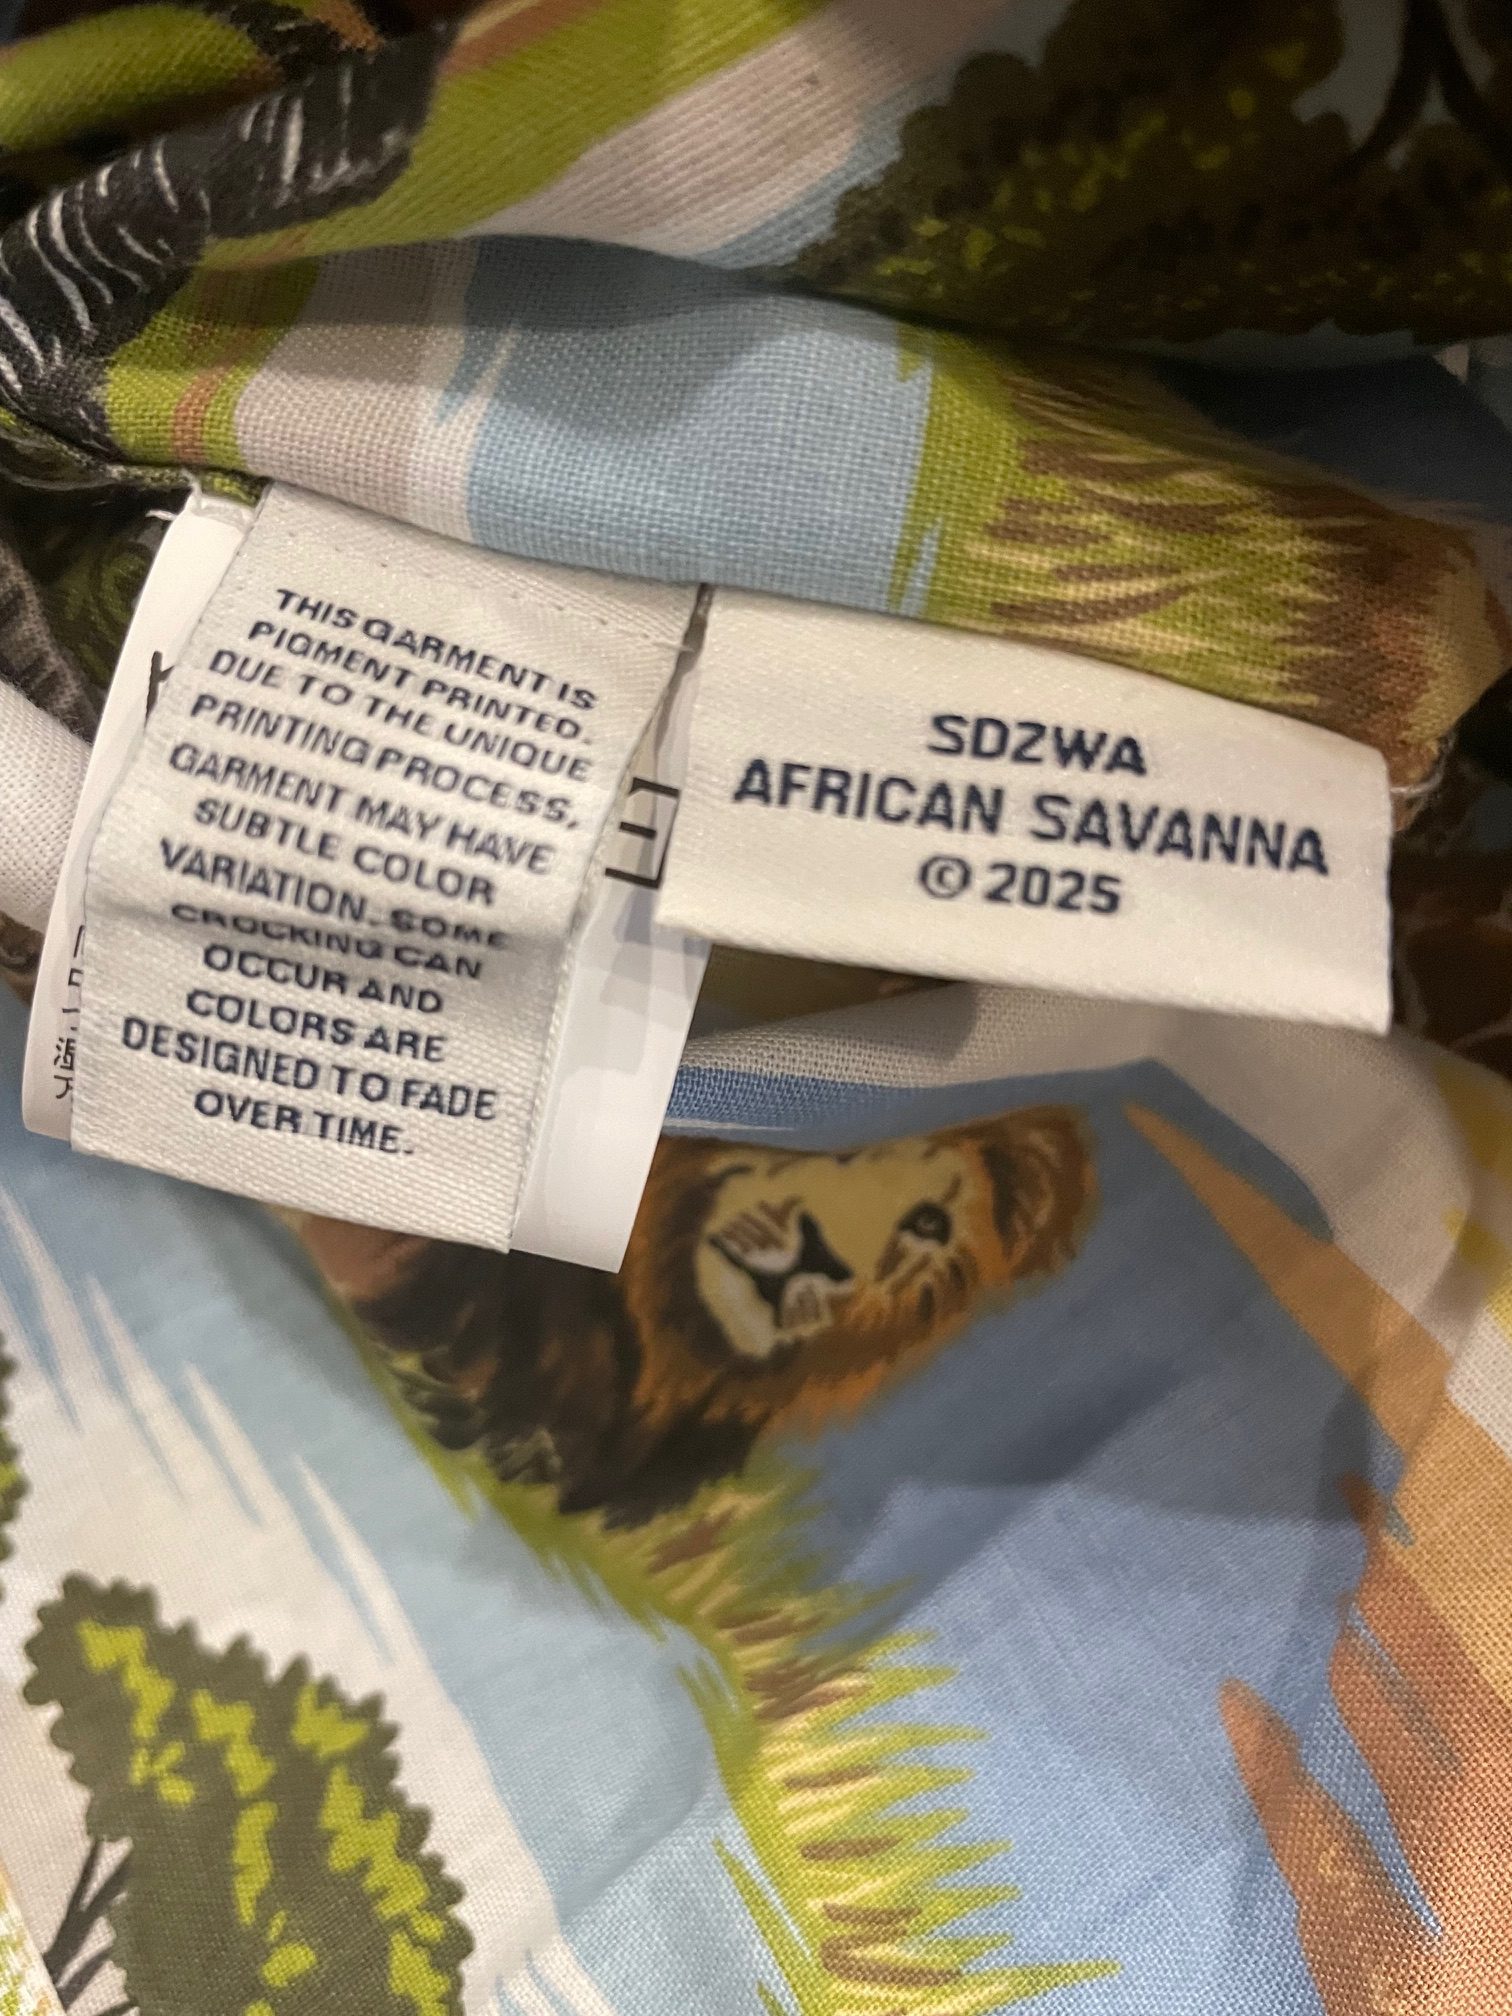 THIS GARMENT IS
PIGMENT PRINTED.
DUE TO THE UNIQUE
PRINTING PROCESS,
GARMENT MAY HAVE
SUBTLE COLOR
VARIATION. SOME
CROCKING CAN
OCCUR AND
COLORS ARE
DESIGNED TO FADE
OVER TIME.
SDZWA
AFRICAN SAVANNA
© 2025